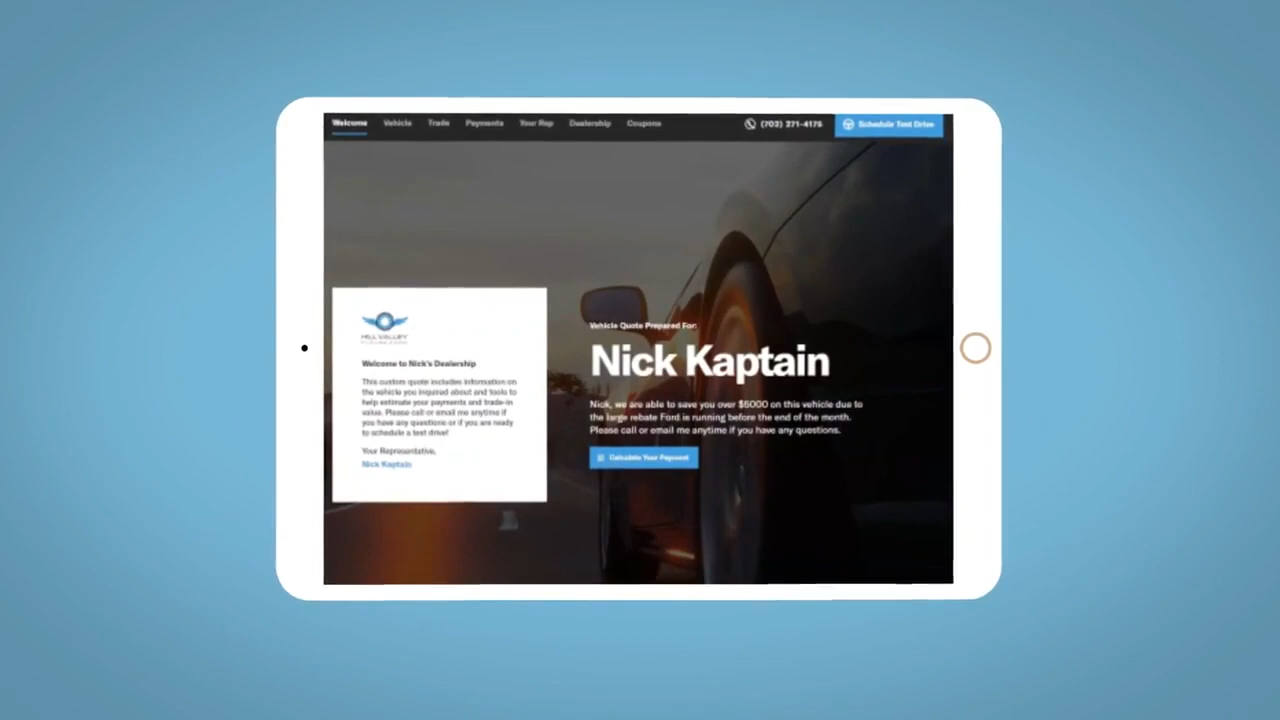 Welcome Vehicle Trade Payments Your Rep Dealership Coupons (702) 271-4175 Schedule Test Drive
HILL VALLEY
Welcome to Nick's Dealership
This custom quote includes information on
the vehicle you inquired about and tools to
help estimate your payments and trade-in
value. Please call or email me anytime if
you have any questions or if you are ready
to schedule a test drive!
Your Representative,
Nick Kaptain
Vehicle Quote Prepared For:
Nick Kaptain
Nick, we are able to save you over $5000 on this vehicle due to
the large rebate Ford is running before the end of the month.
Please call or email me anytime if you have any questions.
Calculate Your Payment